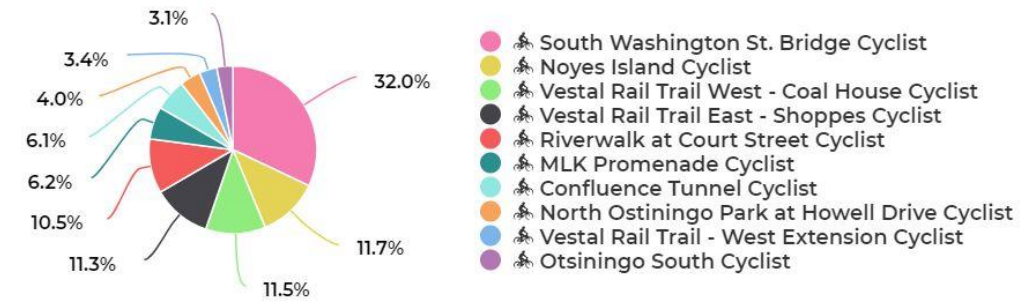 3.1%
3.4%
4.0%
6.1%
6.2%
10.5%
11.3%
11.5%
11.7%
32.0%
South Washington St. Bridge Cyclist
Noyes Island Cyclist
Vestal Rail Trail West - Coal House Cyclist
Vestal Rail Trail East - Shoppes Cyclist
Riverwalk at Court Street Cyclist
MLK Promenade Cyclist
Confluence Tunnel Cyclist
North Ostiningo Park at Howell Drive Cyclist
Vestal Rail Trail - West Extension Cyclist
Otsiningo South Cyclist